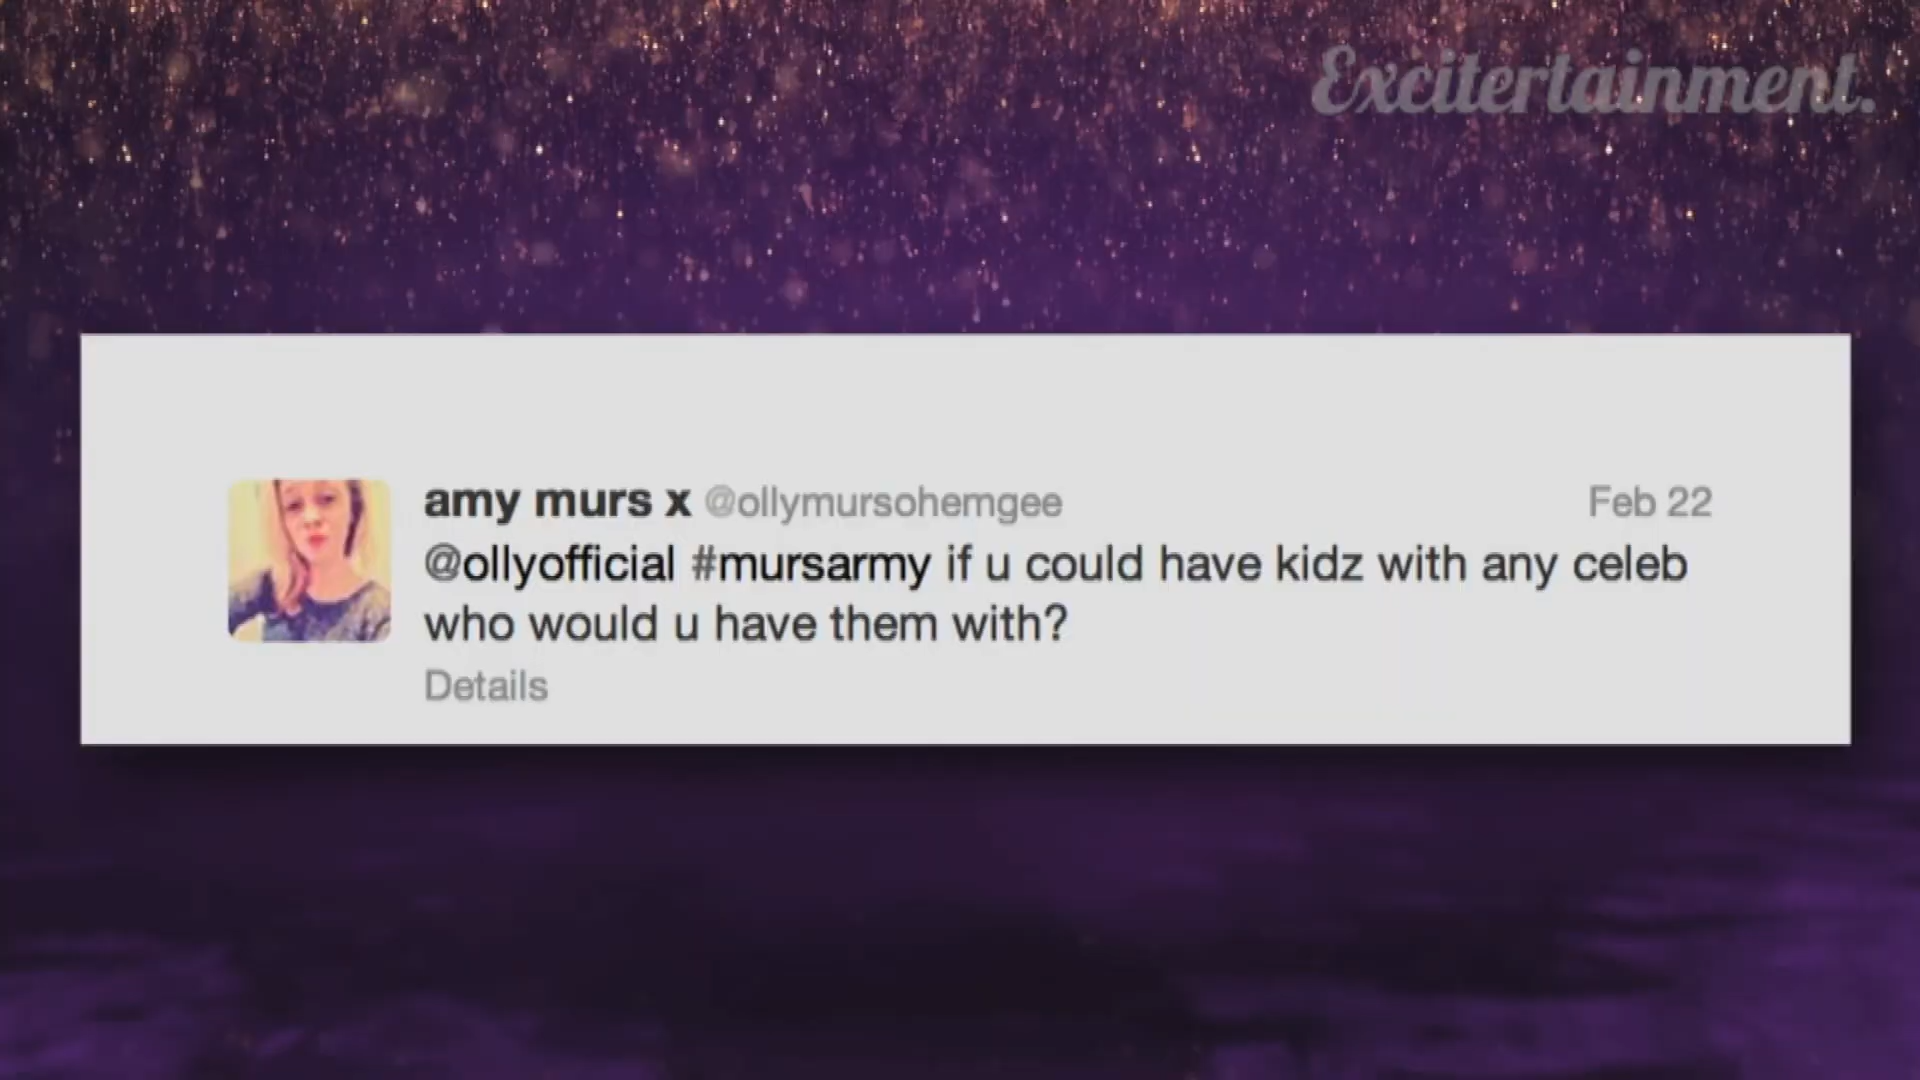 Excitertainment.
amy murs x @ollymursohemgee Feb 22
@ollyofficial #mursarmy if u could have kidz with any celeb
who would u have them with?
Details